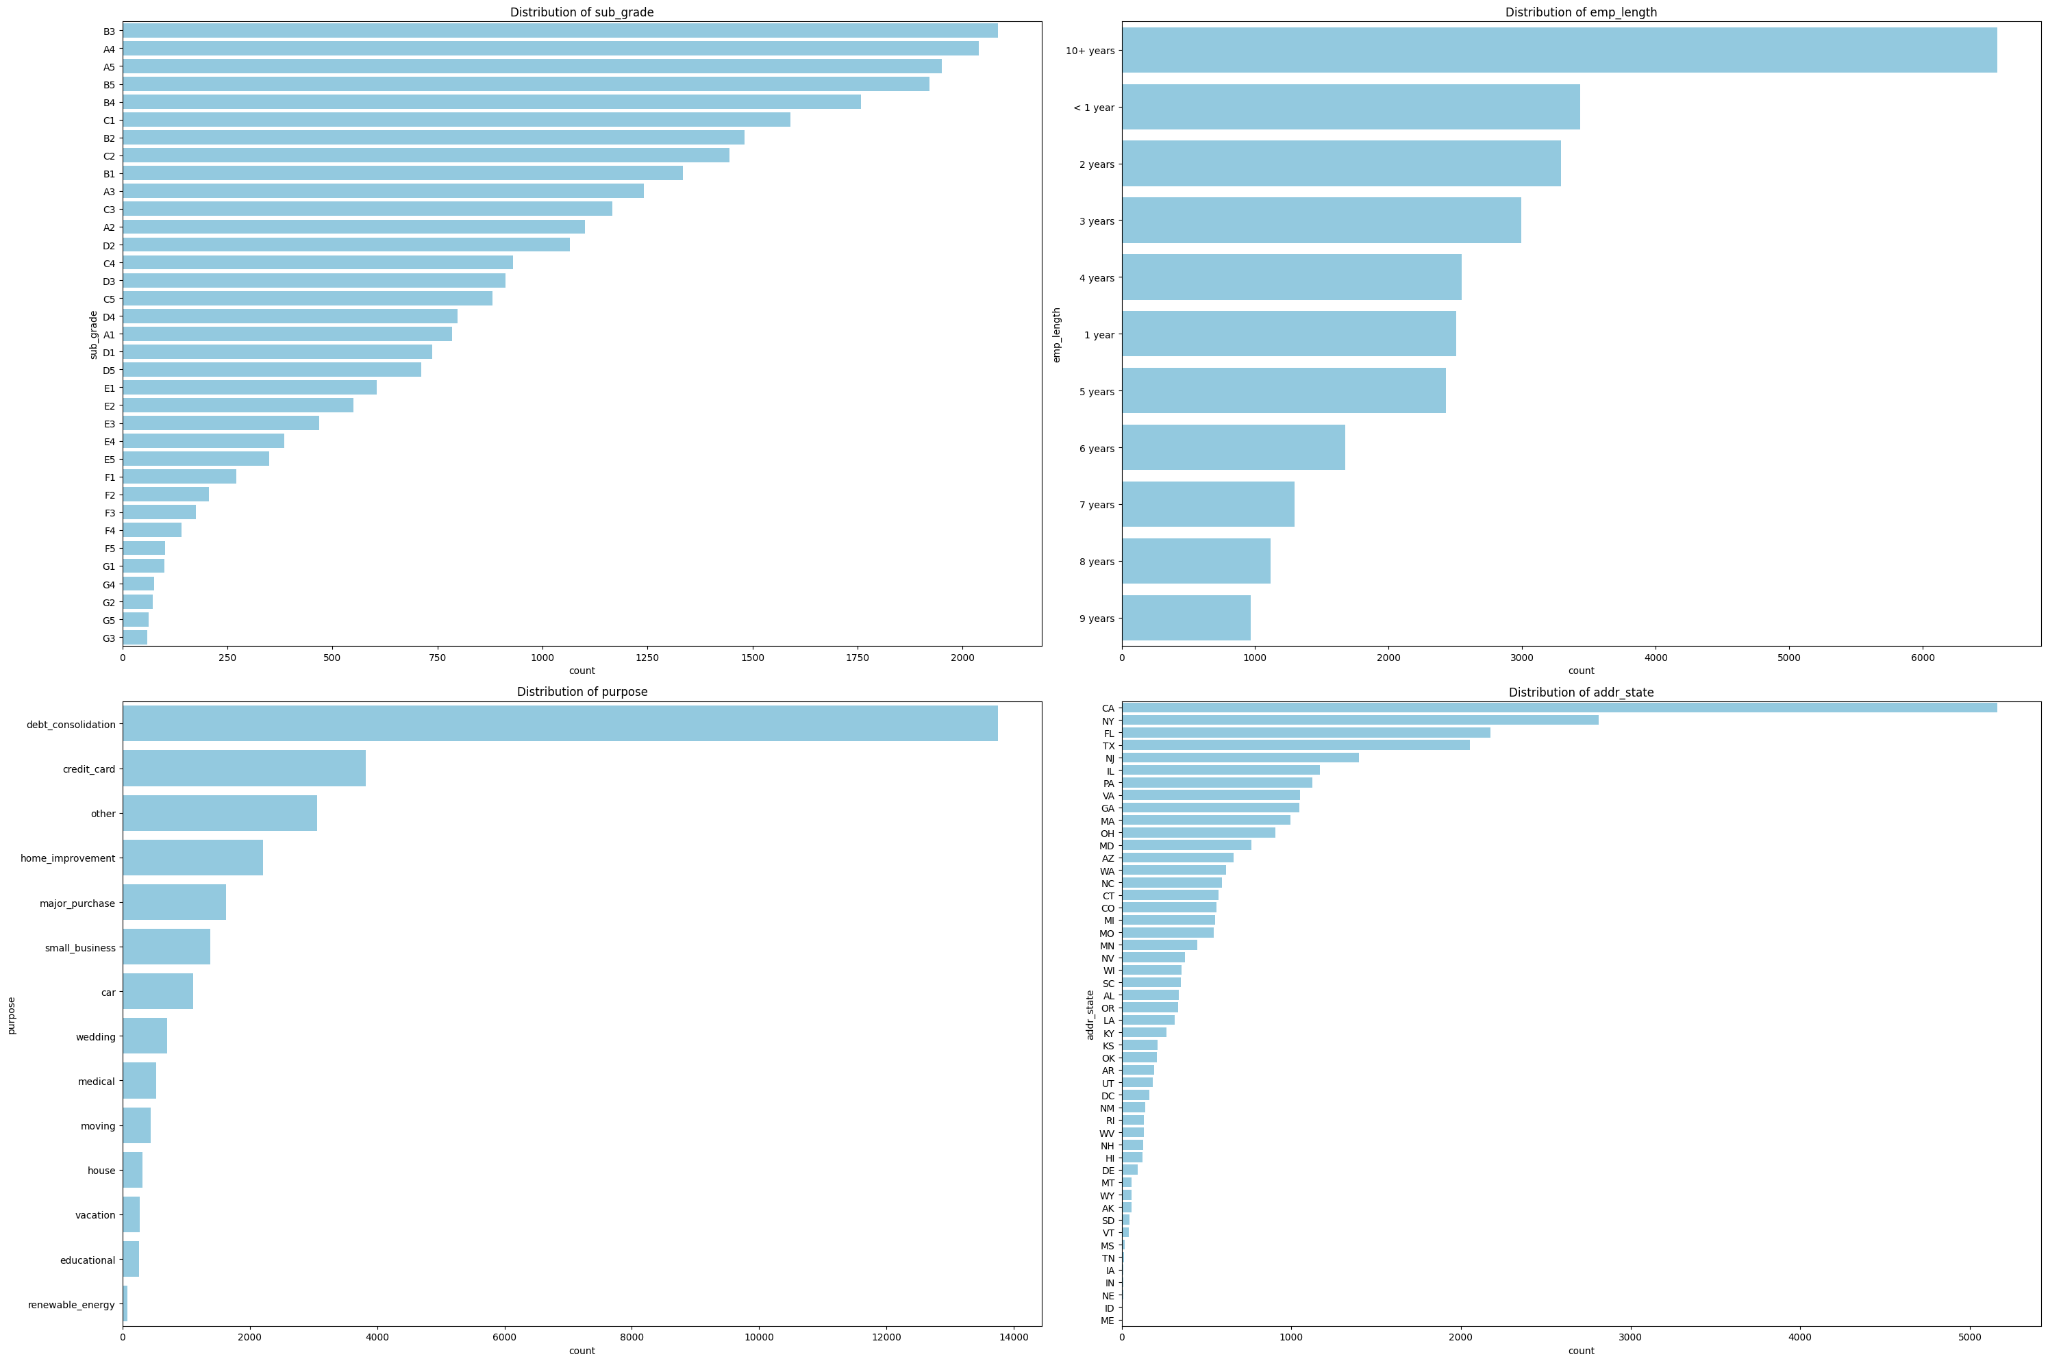 Distribution of sub_grade
sub_grade
B3
A4
A5
B5
B4
C1
B2
C2
B1
A3
C3
A2
D2
C4
D3
C5
D4
A1
D1
D5
E1
E2
E3
E4
E5
F1
F2
F3
F4
F5
G1
G4
G2
G5
G3
0 250 500 750 1000 1250 1500 1750 2000
count
Distribution of emp_length
emp_length
10+ years
< 1 year
2 years
3 years
4 years
1 year
5 years
6 years
7 years
8 years
9 years
0 1000 2000 3000 4000 5000 6000
count
Distribution of purpose
purpose
debt_consolidation
credit_card
other
home_improvement
major_purchase
small_business
car
wedding
medical
moving
house
vacation
educational
renewable_energy
0 2000 4000 6000 8000 10000 12000 14000
count
Distribution of addr_state
addr_state
CA
NY
FL
TX
NJ
IL
PA
VA
GA
MA
OH
MD
AZ
WA
NC
CT
CO
MI
MO
MN
NV
WI
SC
AL
OR
LA
KY
KS
OK
AR
UT
DC
NM
RI
WV
NH
HI
DE
MT
WY
AK
SD
VT
MS
TN
IA
IN
NE
ID
ME
0 1000 2000 3000 4000 5000
count